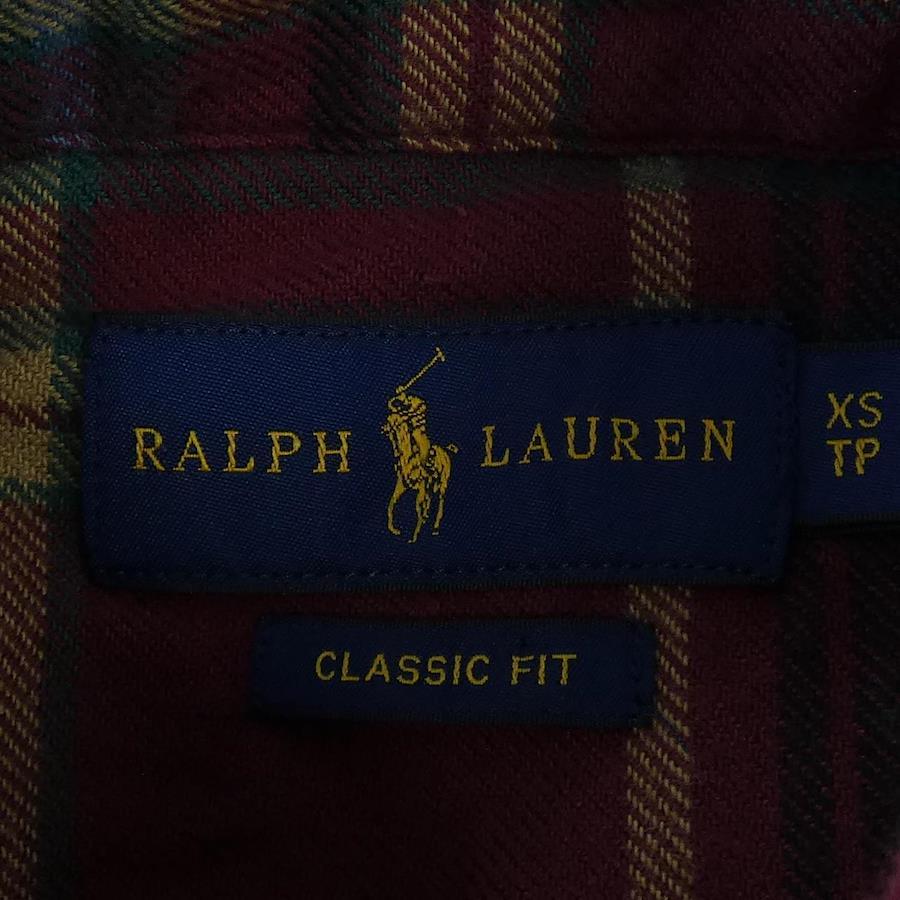 RALPH LAUREN
XS
TP
CLASSIC FIT